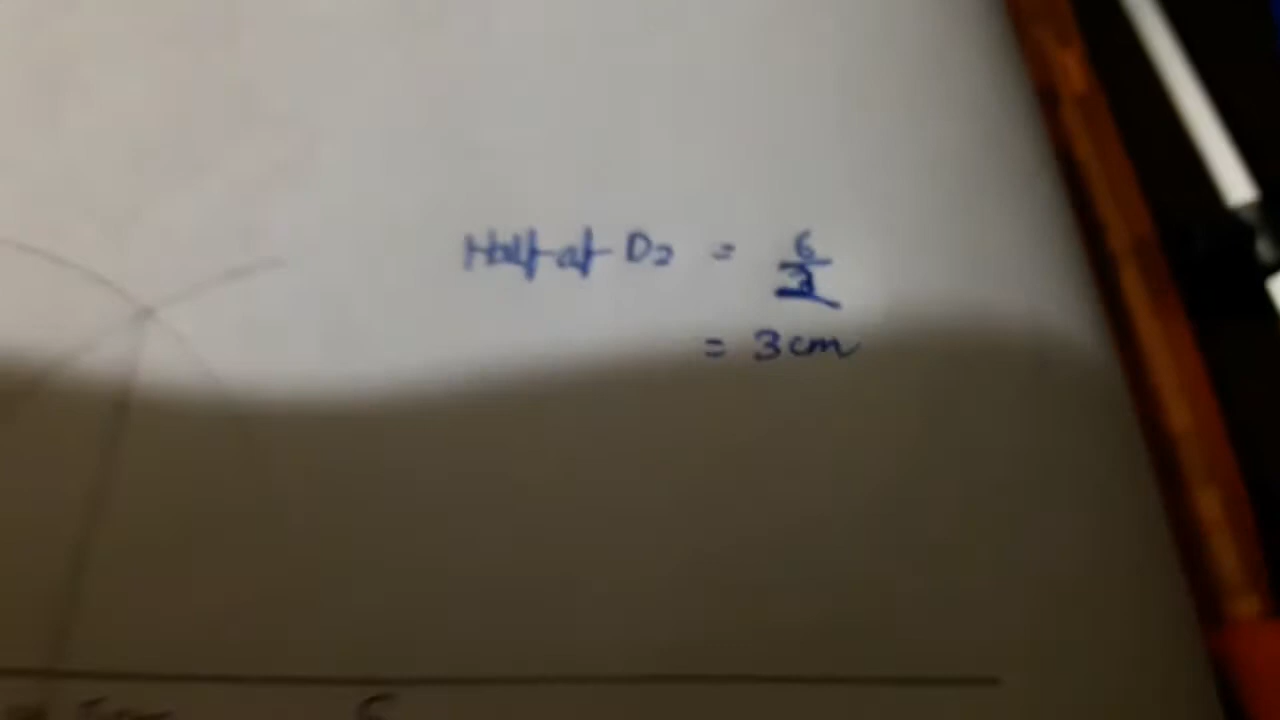 Half of D2 = 6/2
= 3cm